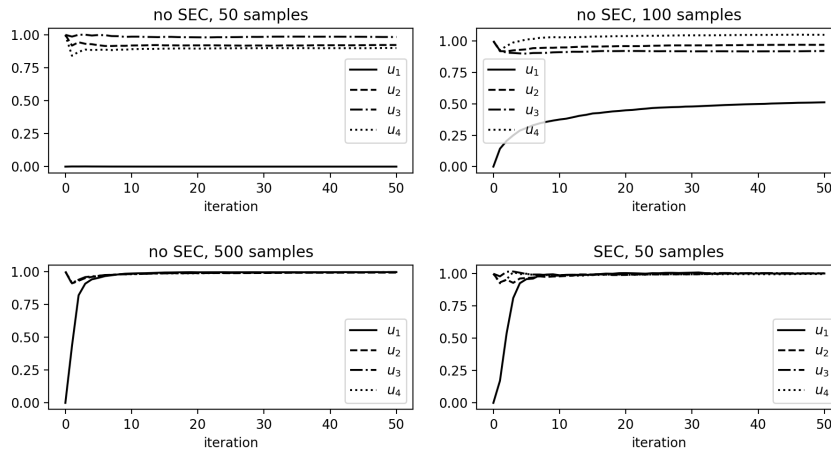 no SEC, 50 samples
1.00
0.75
0.50
0.25
0.00
u1
u2
u3
u4
0 10 20 30 40 50
iteration
no SEC, 100 samples
1.00
0.75
0.50
0.25
0.00
u1
u2
u3
u4
0 10 20 30 40 50
iteration
no SEC, 500 samples
1.00
0.75
0.50
0.25
0.00
u1
u2
u3
u4
0 10 20 30 40 50
iteration
SEC, 50 samples
1.00
0.75
0.50
0.25
0.00
u1
u2
u3
u4
0 10 20 30 40 50
iteration